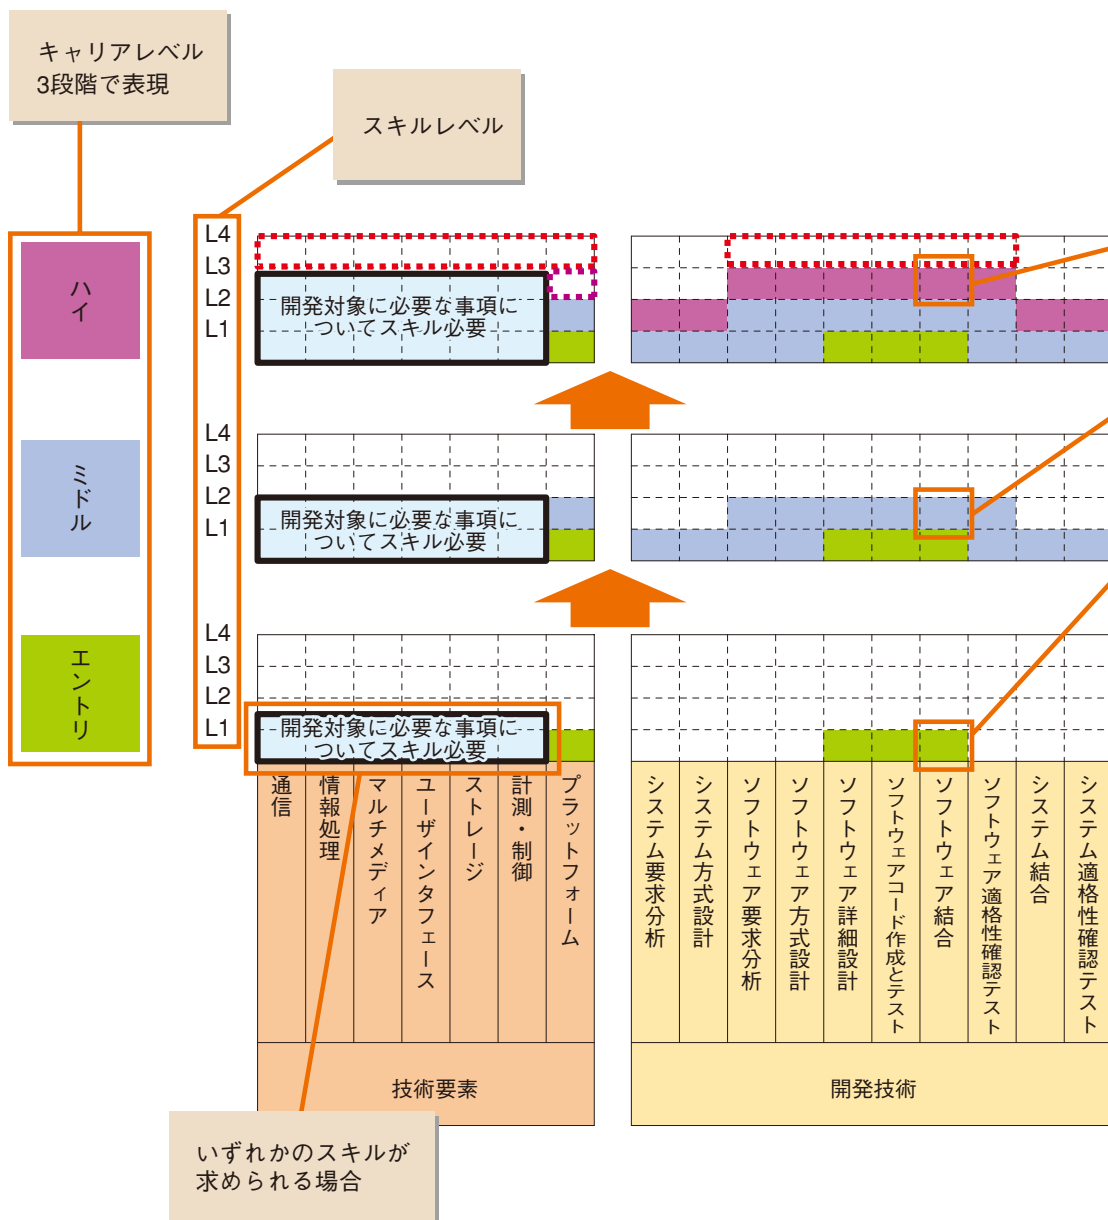 キャリアレベル
3段階で表現
スキルレベル
ハイ
L4
L3
L2
L1
開発対象に必要な事項に
ついてスキル必要
ミドル
L4
L3
L2
L1
開発対象に必要な事項に
ついてスキル必要
エントリ
L4
L3
L2
L1
開発対象に必要な事項に
ついてスキル必要
通信
情報処理
マルチメディア
ユーザインタフェース
ストレージ
計測・制御
プラットフォーム
システム要求分析
システム方式設計
ソフトウェア要求分析
ソフトウェア方式設計
ソフトウェア詳細設計
ソフトウェアコード作成とテスト
ソフトウェア結合
ソフトウェア適格性確認テスト
システム結合
システム適格性確認テスト
技術要素
開発技術
いずれかのスキルが
求められる場合